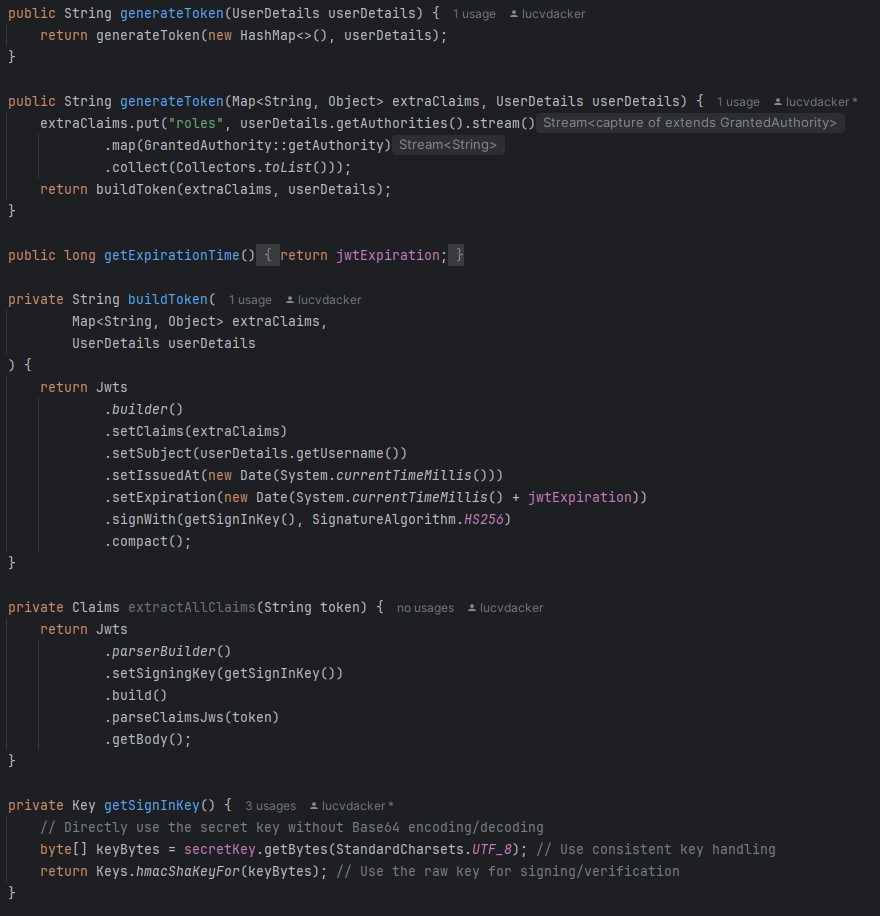 public String generateToken(UserDetails userDetails) { 1 usage lucvdacker
    return generateToken(new HashMap<>(), userDetails);
}
public String generateToken(Map<String, Object> extraClaims, UserDetails userDetails) { 1 usage lucvdacker *
    extraClaims.put("roles", userDetails.getAuthorities().stream() Stream<capture of extends GrantedAuthority>
            .map(GrantedAuthority::getAuthority) Stream<String>
            .collect(Collectors.toList()));
    return buildToken(extraClaims, userDetails);
}
public long getExpirationTime() { return jwtExpiration; }
private String buildToken( 1 usage lucvdacker
        Map<String, Object> extraClaims,
        UserDetails userDetails
) {
    return Jwts
            .builder()
            .setClaims(extraClaims)
            .setSubject(userDetails.getUsername())
            .setIssuedAt(new Date(System.currentTimeMillis()))
            .setExpiration(new Date(System.currentTimeMillis() + jwtExpiration))
            .signWith(getSignInKey(), SignatureAlgorithm.HS256)
            .compact();
}
private Claims extractAllClaims(String token) { no usages lucvdacker
    return Jwts
            .parserBuilder()
            .setSigningKey(getSignInKey())
            .build()
            .parseClaimsJws(token)
            .getBody();
}
private Key getSignInKey() { 3 usages lucvdacker *
    // Directly use the secret key without Base64 encoding/decoding
    byte[] keyBytes = secretKey.getBytes(StandardCharsets.UTF_8); // Use consistent key handling
    return Keys.hmacShaKeyFor(keyBytes); // Use the raw key for signing/verification
}